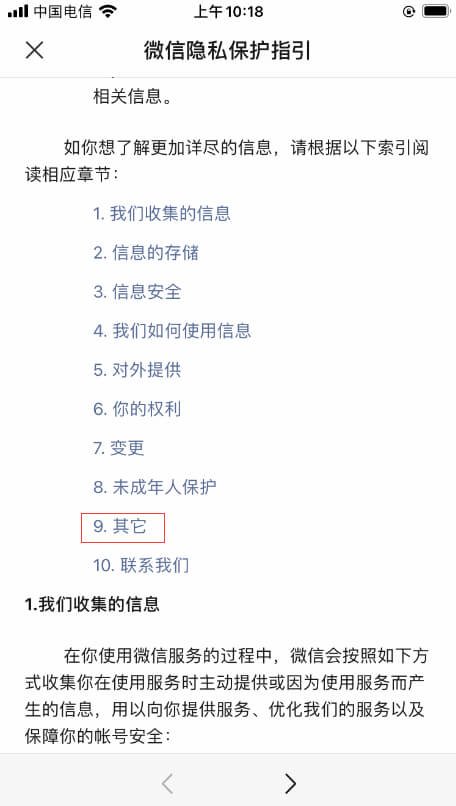 中国电信
上午10:18
微信隐私保护指引
相关信息。
如你想了解更加详尽的信息，请根据以下索引阅
读相应章节：
1. 我们收集的信息
2. 信息的存储
3. 信息安全
4. 我们如何使用信息
5. 对外提供
6. 你的权利
7. 变更
8. 未成年人保护
9. 其它
10. 联系我们
1.我们收集的信息
在你使用微信服务的过程中，微信会按照如下方
式收集你在使用服务时主动提供或因为使用服务而产
生的信息，用以向你提供服务、优化我们的服务以及
保障你的帐号安全：